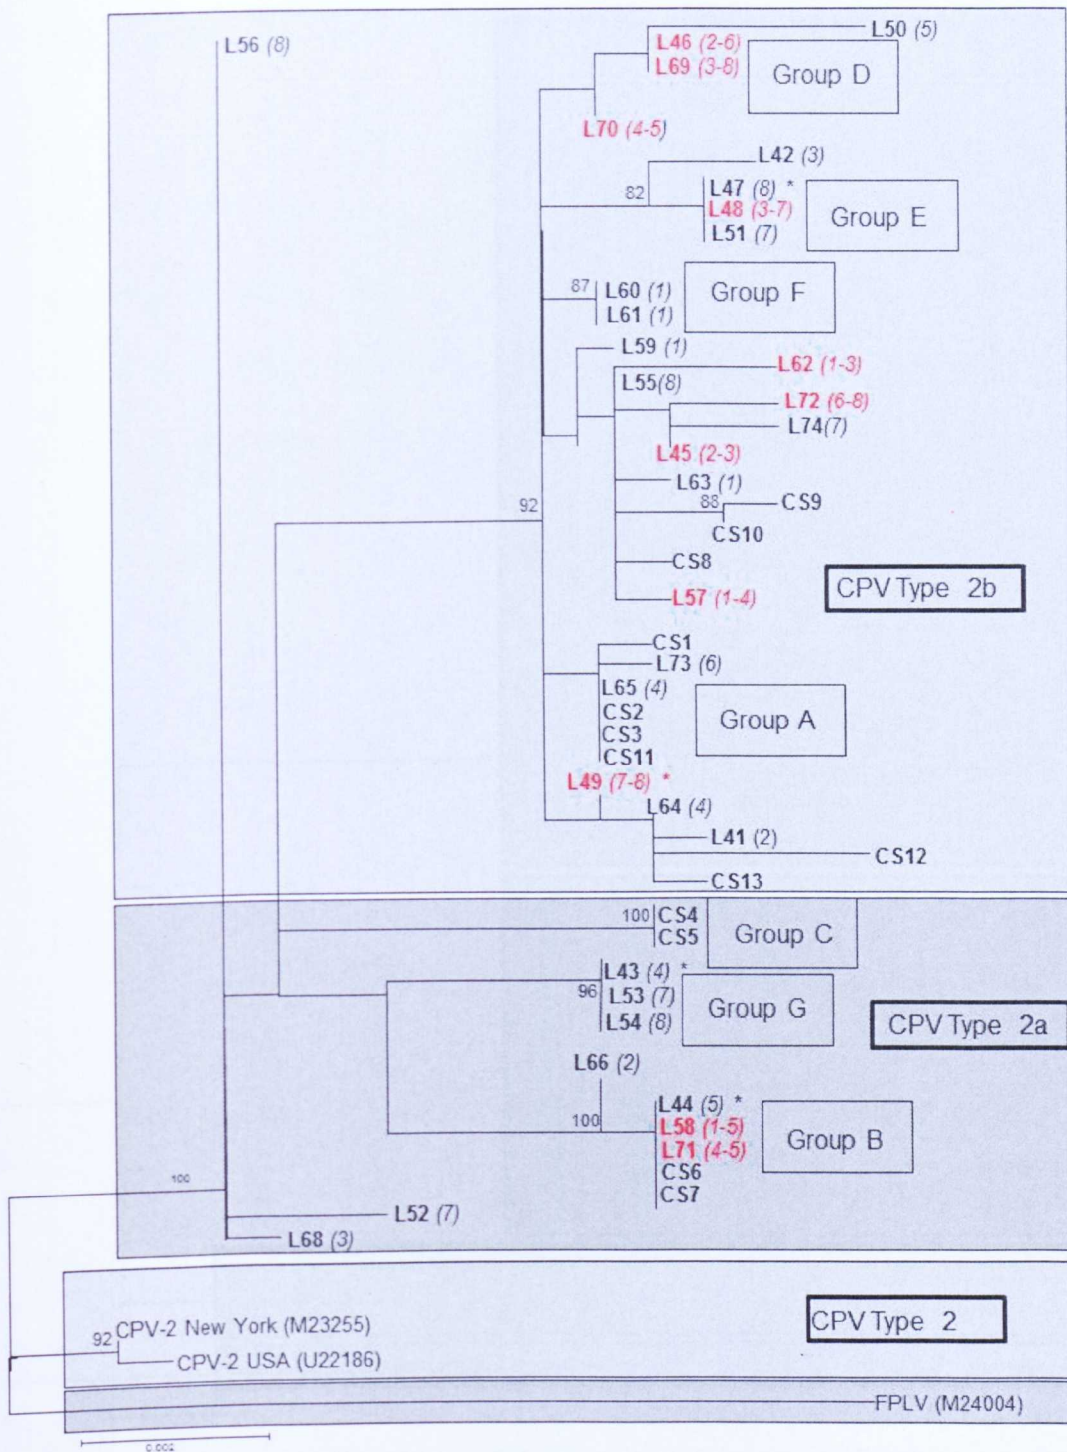 L56 (8)
L50 (5)
L46 (2-6)
L69 (3-8)
Group D
L70 (4-5)
L42 (3)
82
L47 (8) *
L48 (3-7)
L51 (7)
Group E
87
L60 (1)
L61 (1)
Group F
L59 (1)
L62 (1-3)
L55(8)
L72 (6-8)
L74(7)
L45 (2-3)
L63 (1)
92
88
CS9
CS10
CS8
L57 (1-4)
CPV Type 2b
CS1
L73 (6)
L65 (4)
CS2
CS3
CS11
Group A
L49 (7-8) *
L64 (4)
L41 (2)
CS12
CS13
100
CS4
CS5
Group C
L43 (4) *
96
L53 (7)
L54 (8)
Group G
CPV Type 2a
L66 (2)
100
L44 (5) *
L58 (1-5)
L71 (4-5)
CS6
CS7
Group B
100
L52 (7)
L68 (3)
CPV Type 2
92
CPV-2 New York (M23255)
CPV-2 USA (U22186)
FPLV (M24004)
0.002